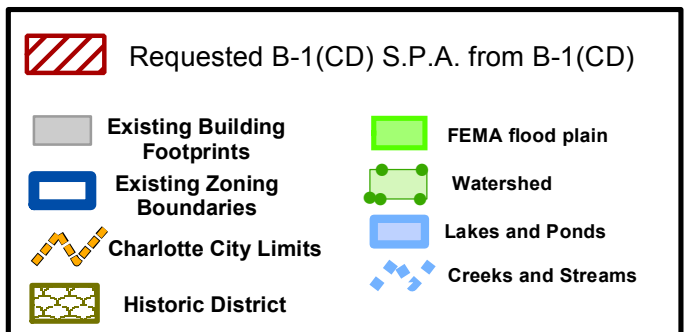 Requested B-1(CD) S.P.A. from B-1(CD)
Existing Building
Footprints
Existing Zoning
Boundaries
Charlotte City Limits
Historic District
FEMA flood plain
Watershed
Lakes and Ponds
Creeks and Streams